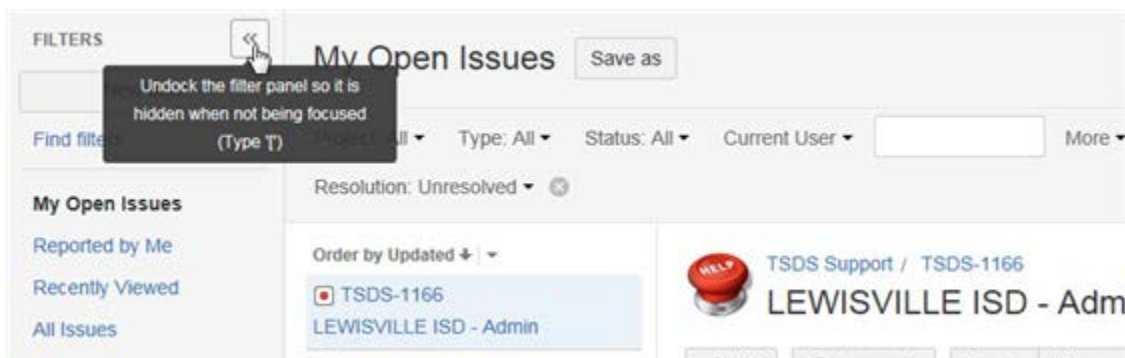 FILTERS
«
My Open Issues
Save as
Undock the filter panel so it is
hidden when not being focused
(Type '[')
Find filte
All
Type: All
Status: All
Current User
More
Resolution: Unresolved
My Open Issues
Reported by Me
Recently Viewed
All Issues
Order by Updated
TSDS-1166
LEWISVILLE ISD - Admin
HELP
TSDS Support / TSDS-1166
LEWISVILLE ISD - Adm